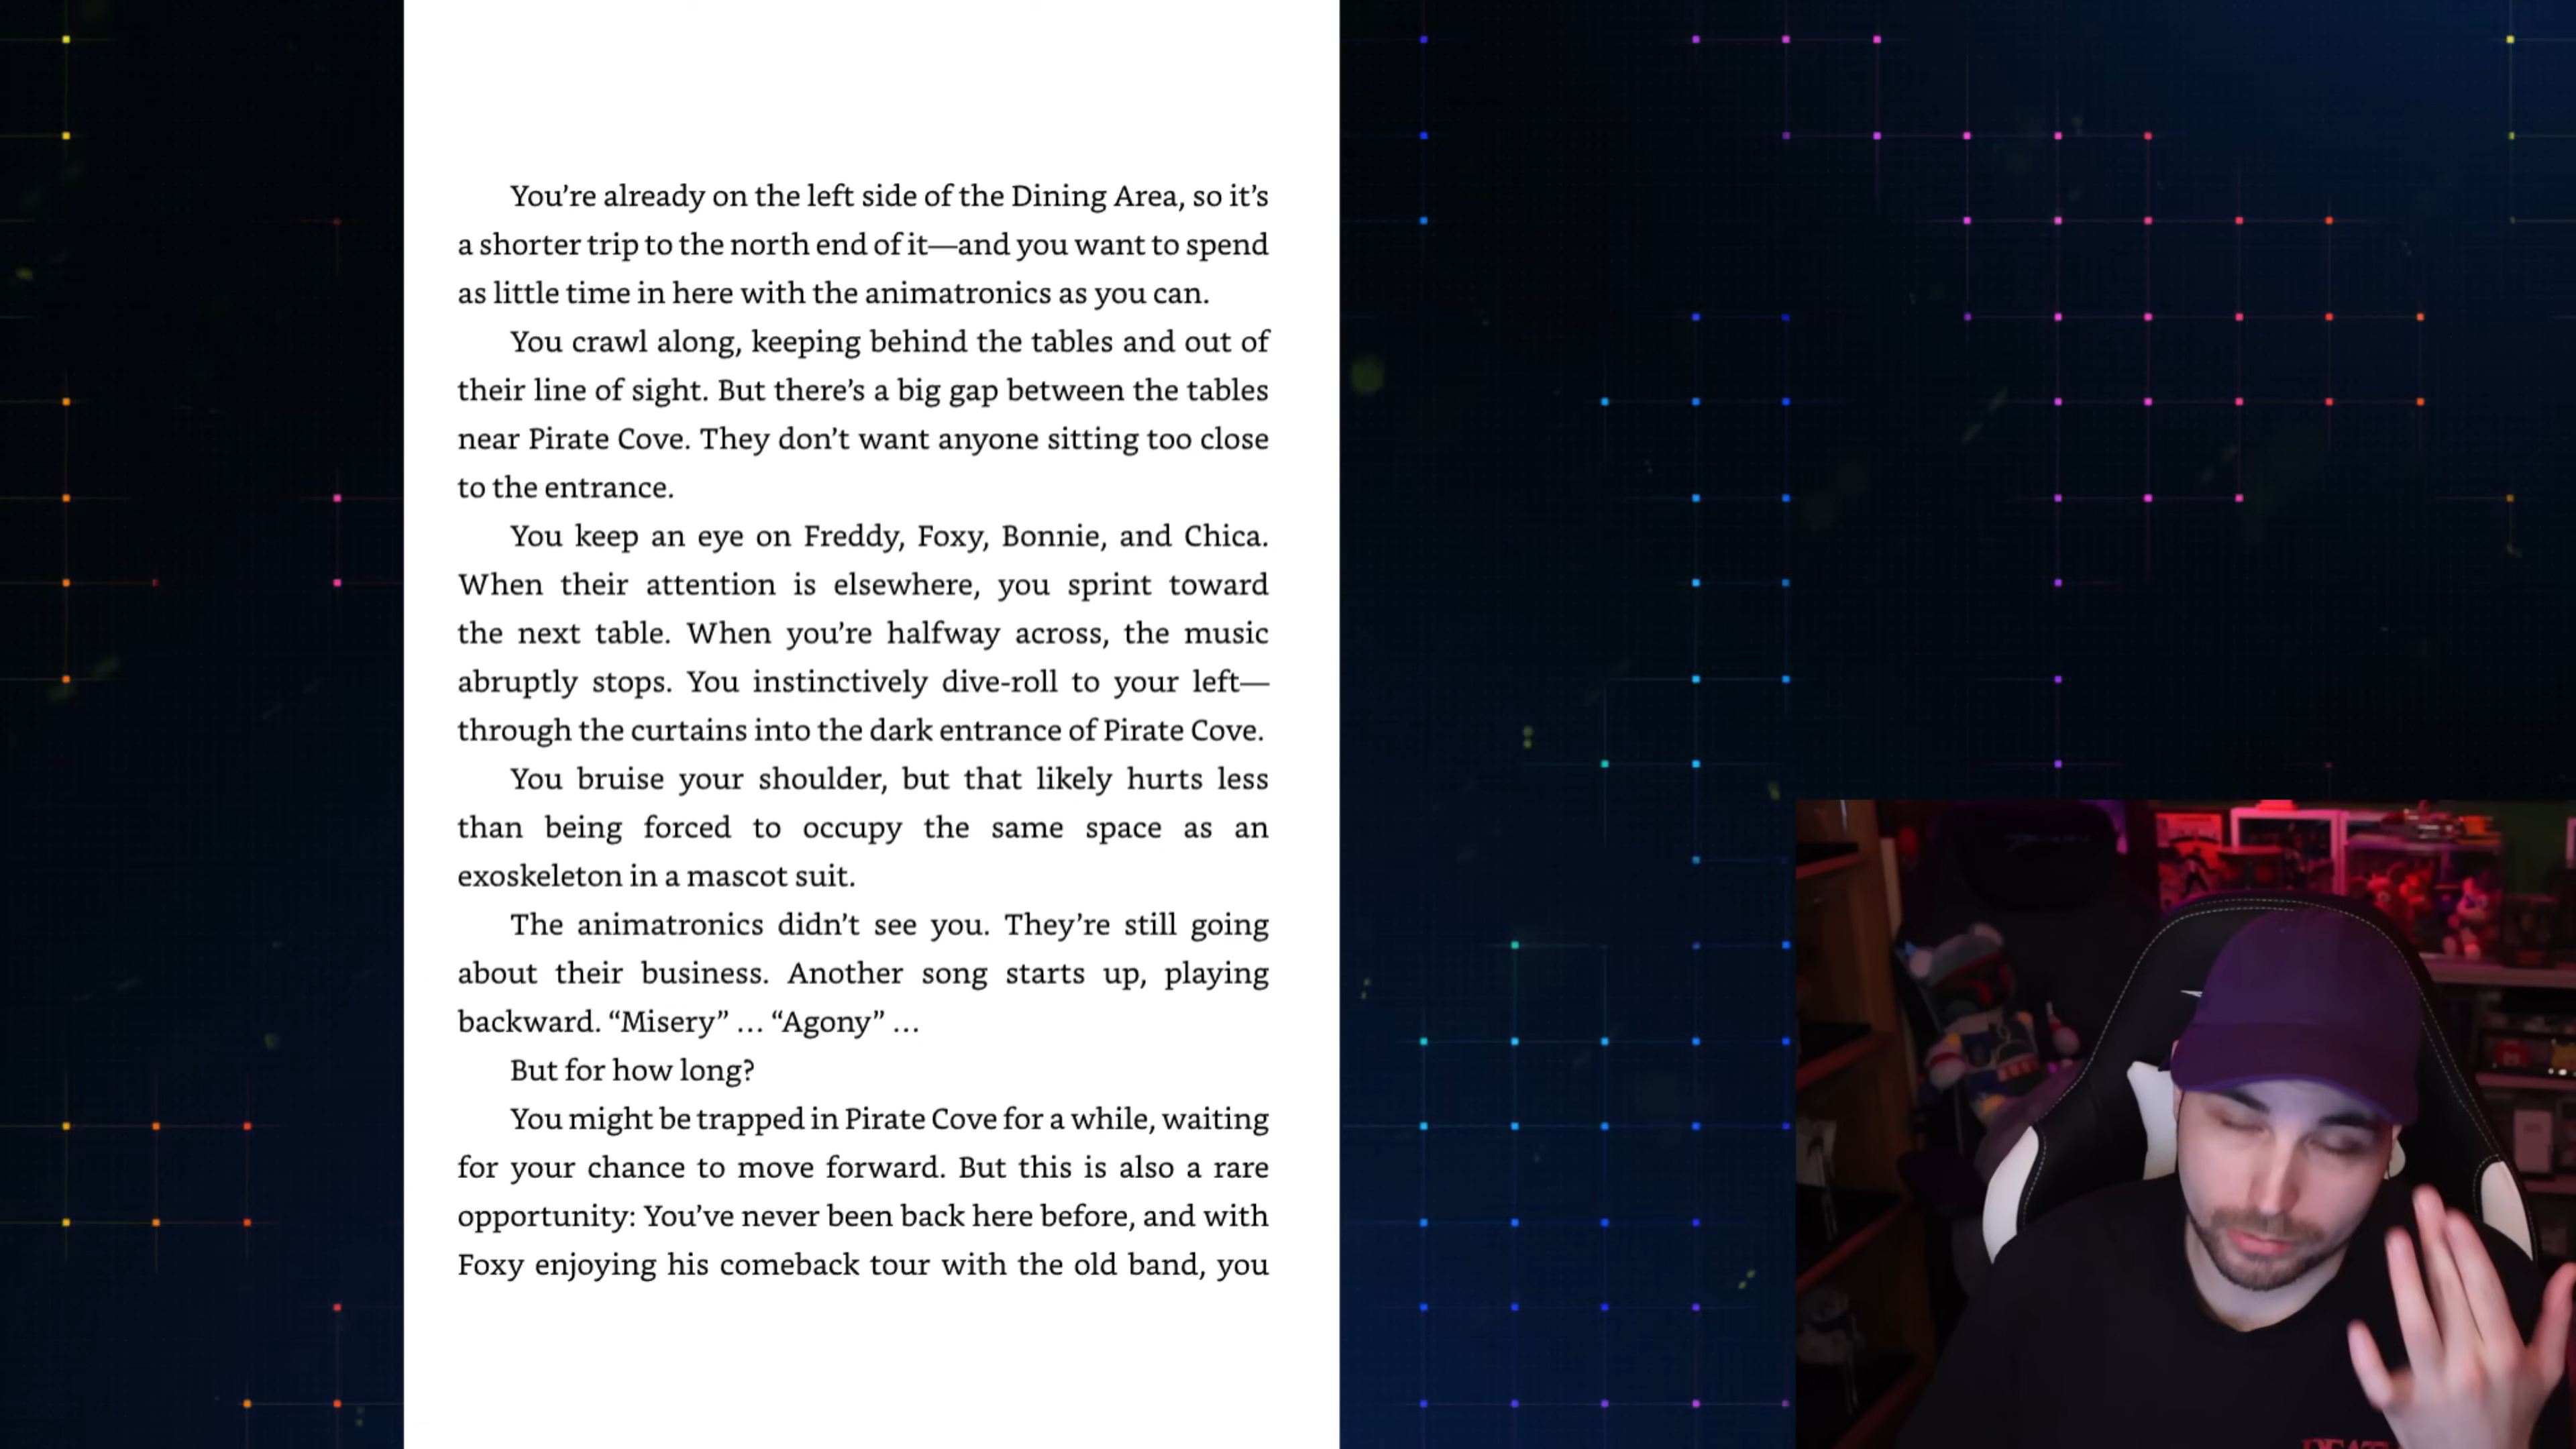 You’re already on the left side of the Dining Area, so it’s
a shorter trip to the north end of it—and you want to spend
as little time in here with the animatronics as you can.
You crawl along, keeping behind the tables and out of
their line of sight. But there’s a big gap between the tables
near Pirate Cove. They don’t want anyone sitting too close
to the entrance.
You keep an eye on Freddy, Foxy, Bonnie, and Chica.
When their attention is elsewhere, you sprint toward
the next table. When you’re halfway across, the music
abruptly stops. You instinctively dive-roll to your left—
through the curtains into the dark entrance of Pirate Cove.
You bruise your shoulder, but that likely hurts less
than being forced to occupy the same space as an
exoskeleton in a mascot suit.
The animatronics didn’t see you. They’re still going
about their business. Another song starts up, playing
backward. “Misery” … “Agony” …
But for how long?
You might be trapped in Pirate Cove for a while, waiting
for your chance to move forward. But this is also a rare
opportunity: You’ve never been back here before, and with
Foxy enjoying his comeback tour with the old band, you